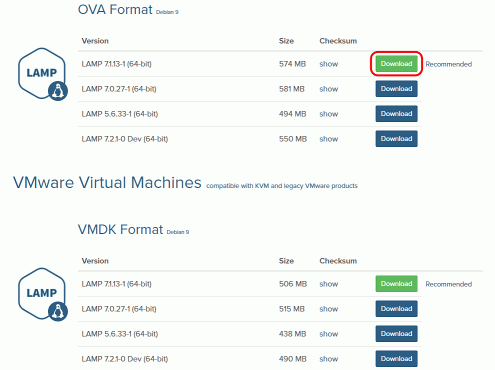 OVA Format Debian 9
Version Size Checksum
LAMP 7.1.13-1 (64-bit) 574 MB show Download Recommended
LAMP
LAMP 7.0.27-1 (64-bit) 581 MB show Download
LAMP 5.6.33-1 (64-bit) 494 MB show Download
LAMP 7.2.1-0 Dev (64-bit) 550 MB show Download
VMware Virtual Machines compatible with KVM and legacy VMware products
VMDK Format Debian 9
Version Size Checksum
LAMP 7.1.13-1 (64-bit) 506 MB show Download Recommended
LAMP
LAMP 7.0.27-1 (64-bit) 515 MB show Download
LAMP 5.6.33-1 (64-bit) 438 MB show Download
LAMP 7.2.1-0 Dev (64-bit) 490 MB show Download